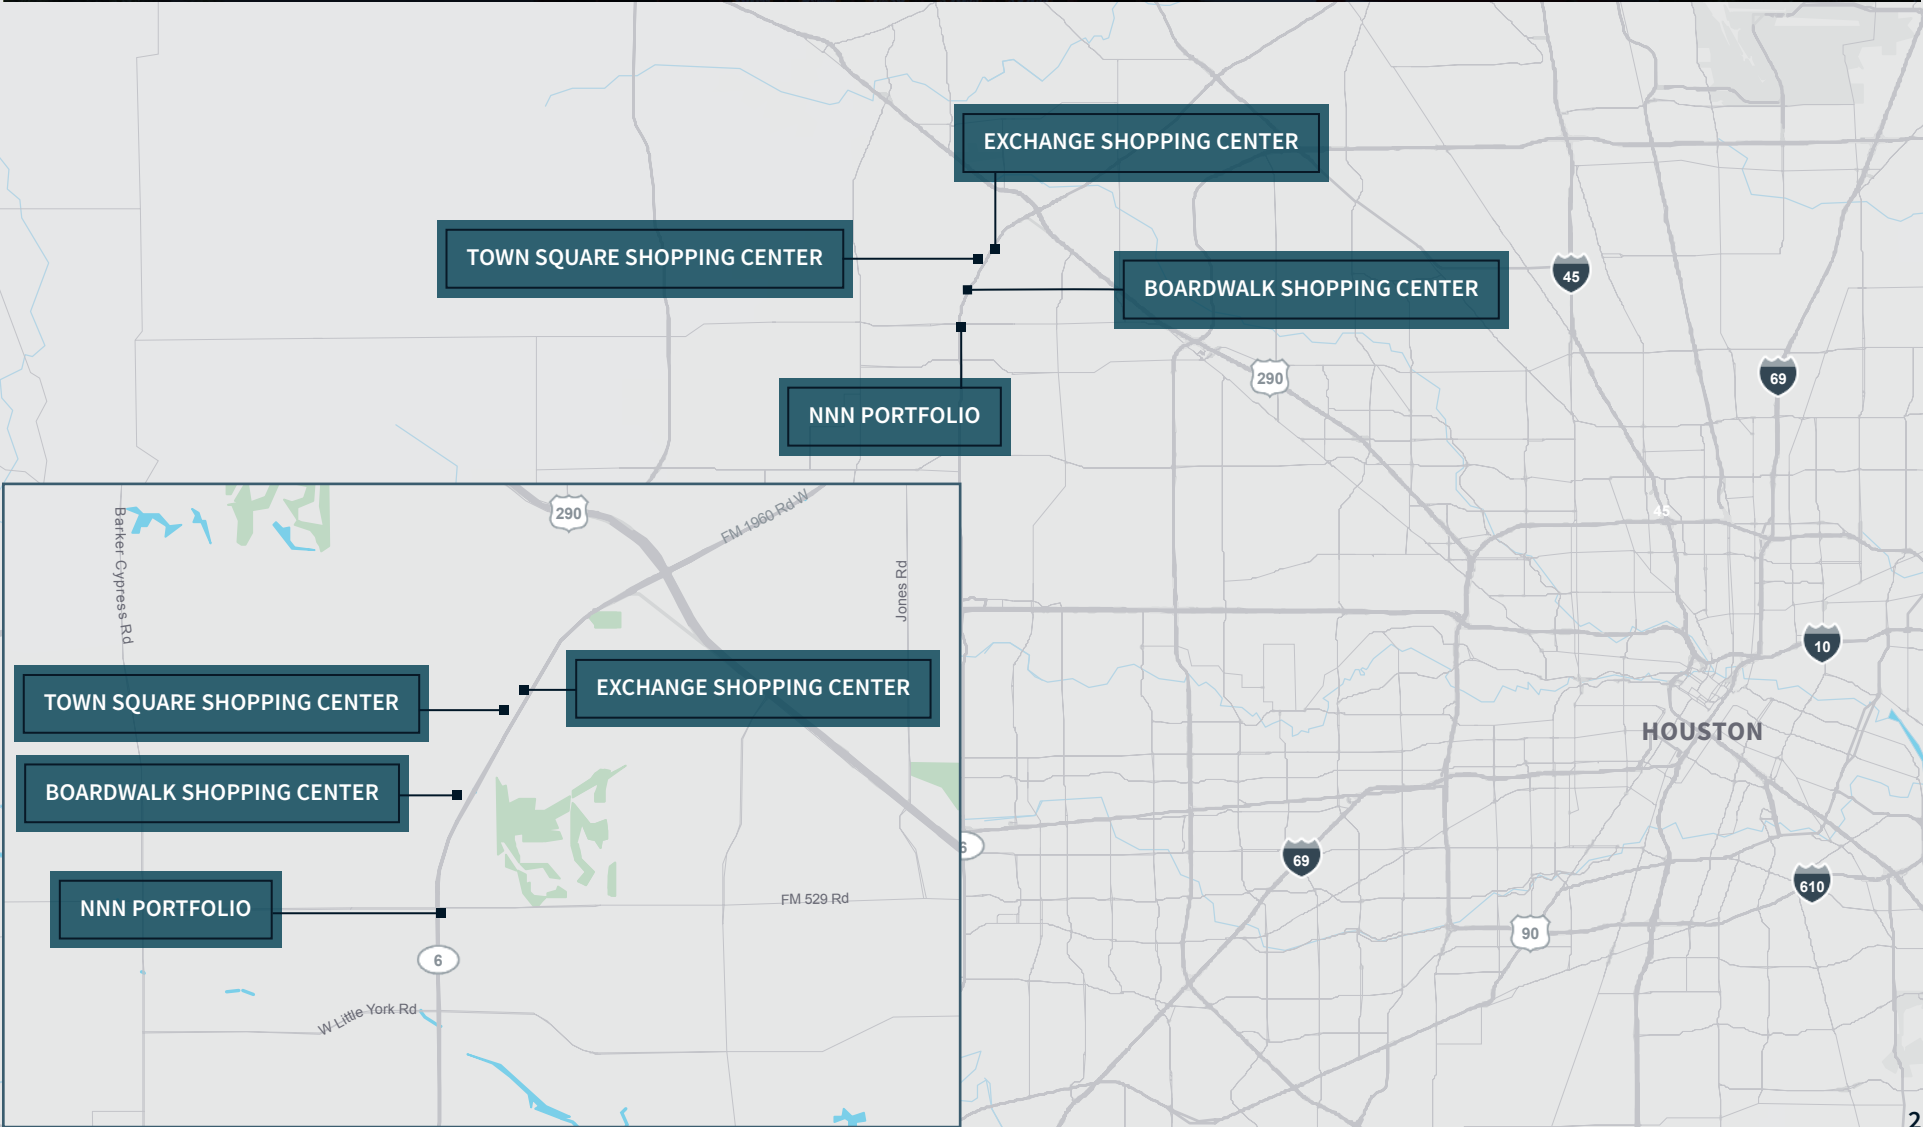 EXCHANGE SHOPPING CENTER
TOWN SQUARE SHOPPING CENTER
BOARDWALK SHOPPING CENTER
45
290
69
NNN PORTFOLIO
45
290
FM 1960 Rd W
Barker Cypress Rd
Jones Rd
10
EXCHANGE SHOPPING CENTER
TOWN SQUARE SHOPPING CENTER
HOUSTON
BOARDWALK SHOPPING CENTER
6
69
610
FM 529 Rd
NNN PORTFOLIO
90
6
W Little York Rd
2